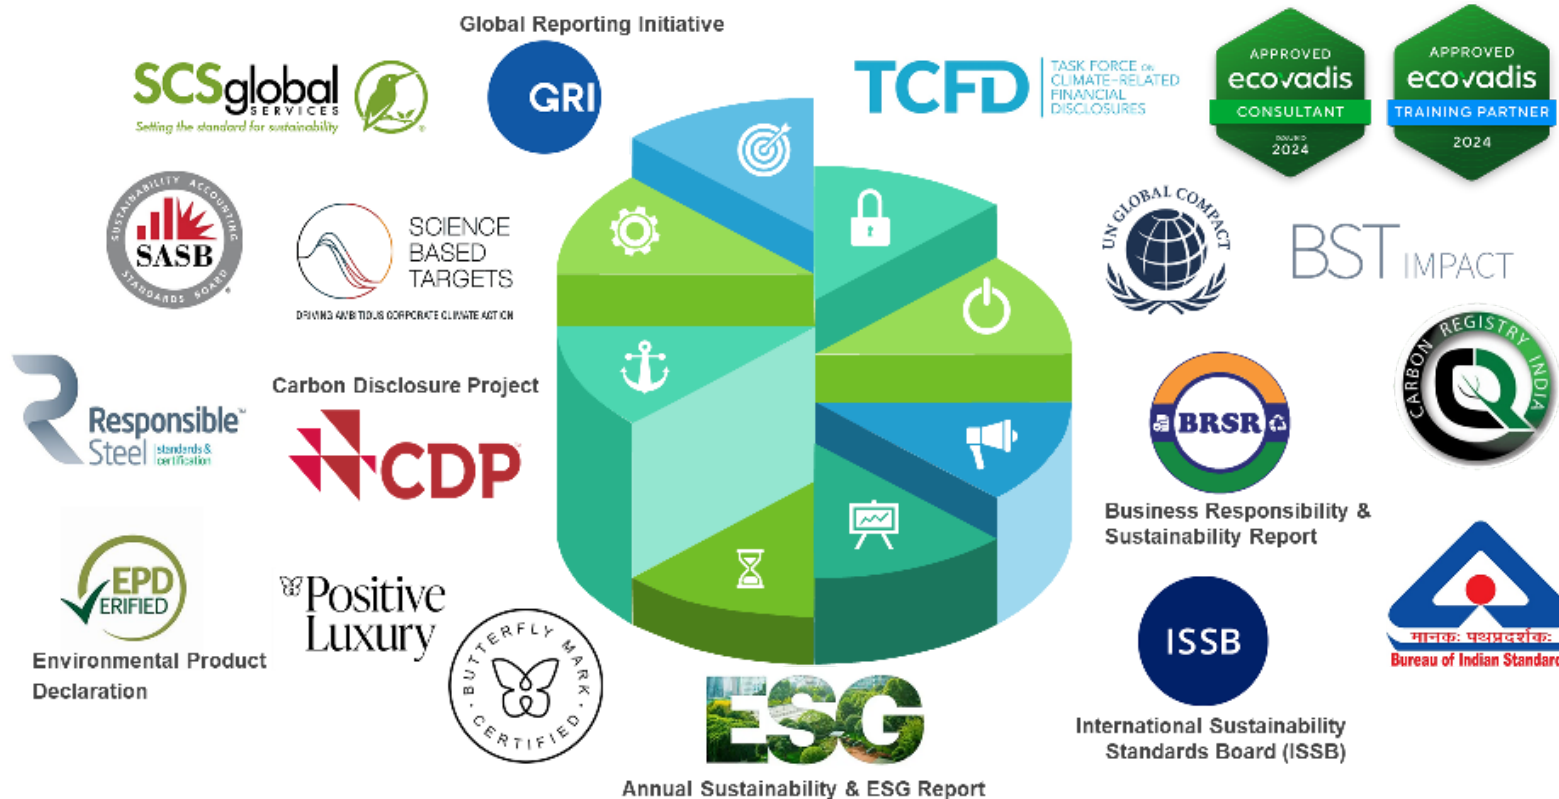 Global Reporting Initiative
GRI
SCSglobal
SERVICES
Setting the standard for sustainability
TCFD
TASK FORCE ON
CLIMATE-RELATED
FINANCIAL
DISCLOSURES
APPROVED
ecovadis
CONSULTANT
ISSUED
2024
APPROVED
ecovadis
TRAINING PARTNER
2024
SUSTAINABILITY ACCOUNTING
SASB
STANDARDS BOARD
SCIENCE
BASED
TARGETS
DRIVING AMBITIOUS CORPORATE CLIMATE ACTION
UN GLOBAL COMPACT
BST IMPACT
CARBON REGISTRY INDIA
Responsible™
Steel
standards &
certification
Carbon Disclosure Project
CDP
BRSR
Business Responsibility &
Sustainability Report
EPD
VERIFIED
Environmental Product
Declaration
Positive
Luxury
BUTTERFLY MARK
· CERTIFIED ·
ISSB
International Sustainability
Standards Board (ISSB)
मानकः पथप्रदर्शकः
Bureau of Indian Standard
ESG
Annual Sustainability & ESG Report